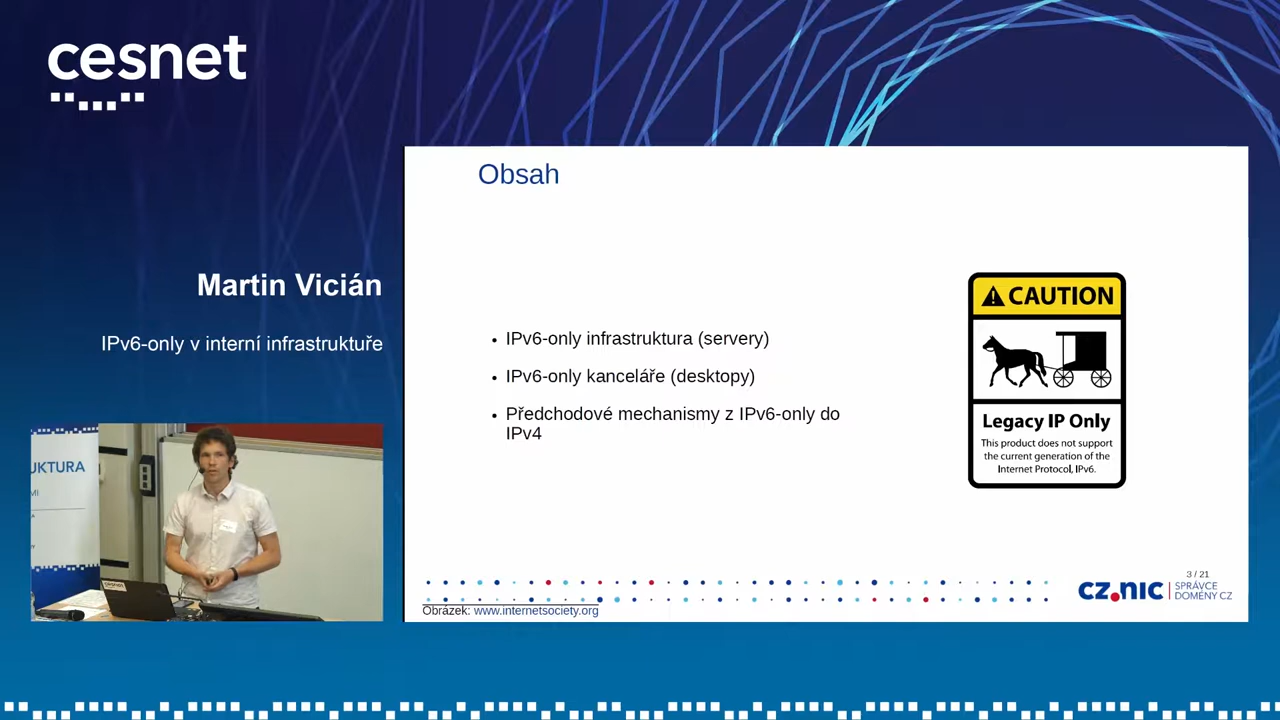 cesnet
Martin Vicián
IPv6-only v interní infrastruktuře
UKTURA
Obsah
IPv6-only infrastruktura (servery)
IPv6-only kanceláře (desktopy)
Předchodové mechanismy z IPv6-only do
IPv4
CAUTION
Legacy IP Only
This product does not support
the current generation of the
Internet Protocol, IPv6.
3 / 21
CZ.NIC
SPRÁVCE
DOMÉNY CZ
Obrázek: www.internetsociety.org